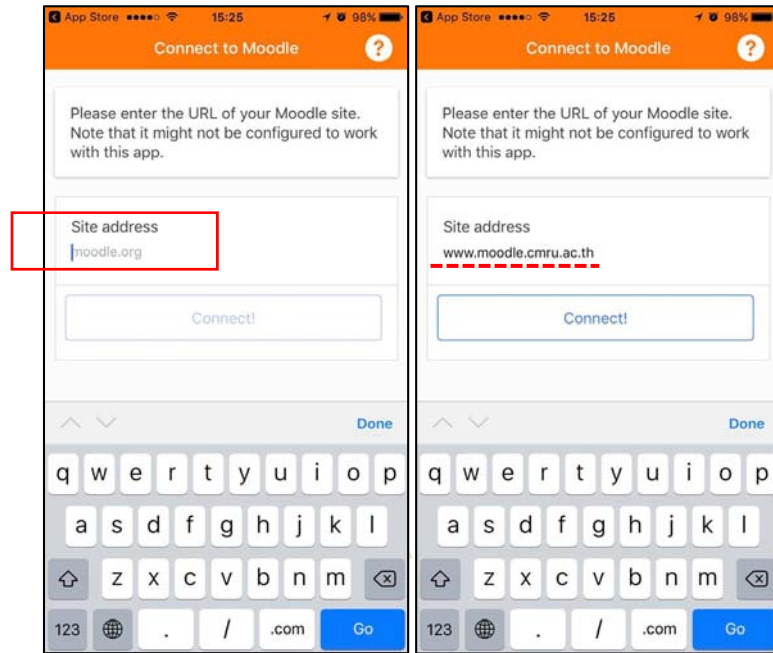 App Store 15:25 98%
Connect to Moodle ?
Please enter the URL of your Moodle site.
Note that it might not be configured to work
with this app.
Site address
moodle.org
Connect!
Done
q w e r t y u i o p
a s d f g h j k l
z x c v b n m
123 . / .com Go
App Store 15:25 98%
Connect to Moodle ?
Please enter the URL of your Moodle site.
Note that it might not be configured to work
with this app.
Site address
www.moodle.cmru.ac.th
Connect!
Done
q w e r t y u i o p
a s d f g h j k l
z x c v b n m
123 . / .com Go